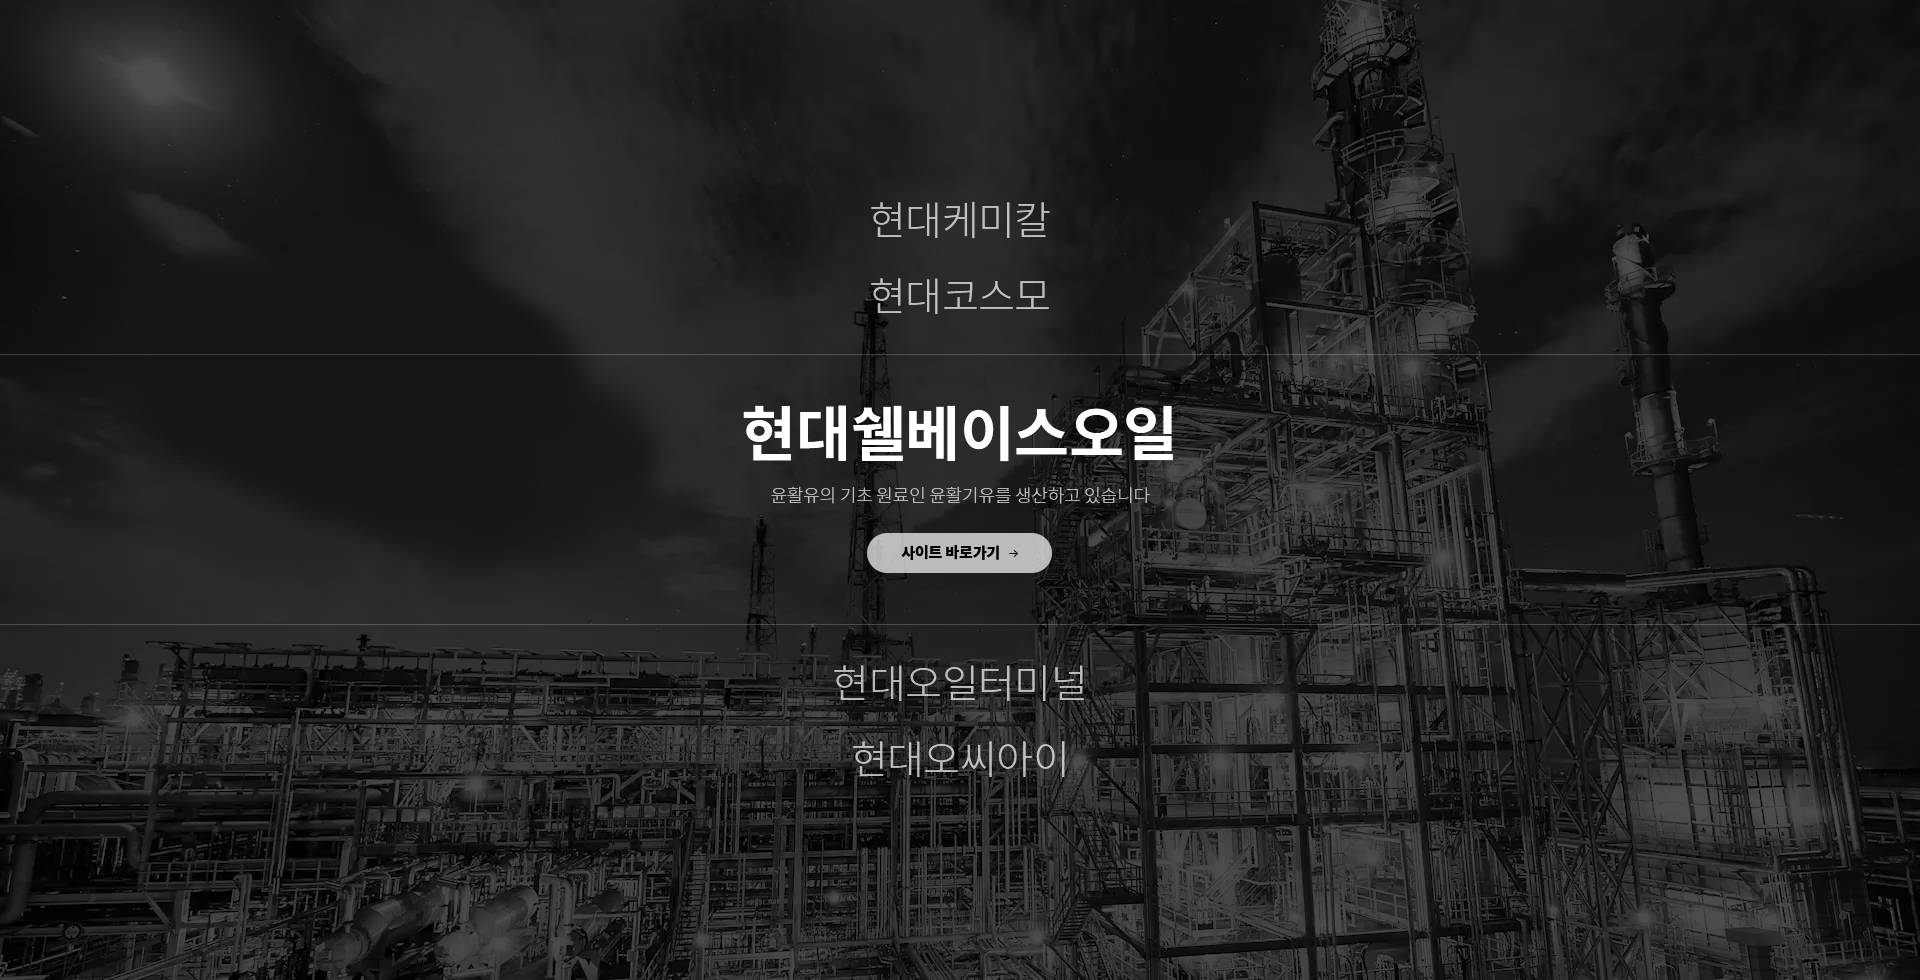 현대케미칼
현대코스모
현대쉘베이스오일
윤활유의 기초 원료인 윤활기유를 생산하고 있습니다
사이트 바로가기 →
현대오일터미널
현대오씨아이